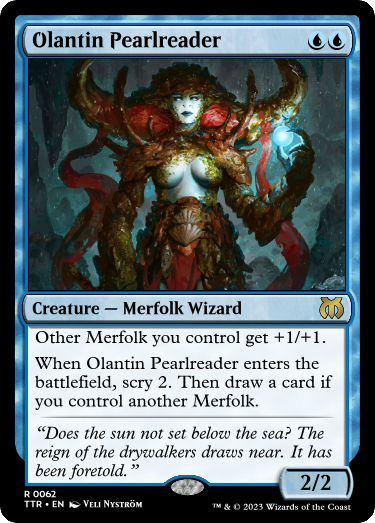 Olantin Pearlreader
Creature — Merfolk Wizard
Other Merfolk you control get +1/+1.
When Olantin Pearlreader enters the
battlefield, scry 2. Then draw a card if
you control another Merfolk.
“Does the sun not set below the sea? The
reign of the drywalkers draws near. It has
been foretold.”
2/2
R 0062
TTR • EN Veli Nyström
™ & © 2023 Wizards of the Coast